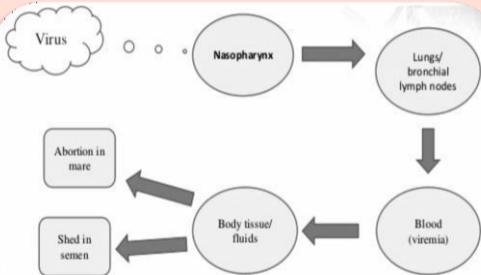 Virus
Nasopharynx
Lungs/
bronchial
lymph nodes
Abortion in
mare
Shed in
semen
Body tissue/
fluids
Blood
(viremia)